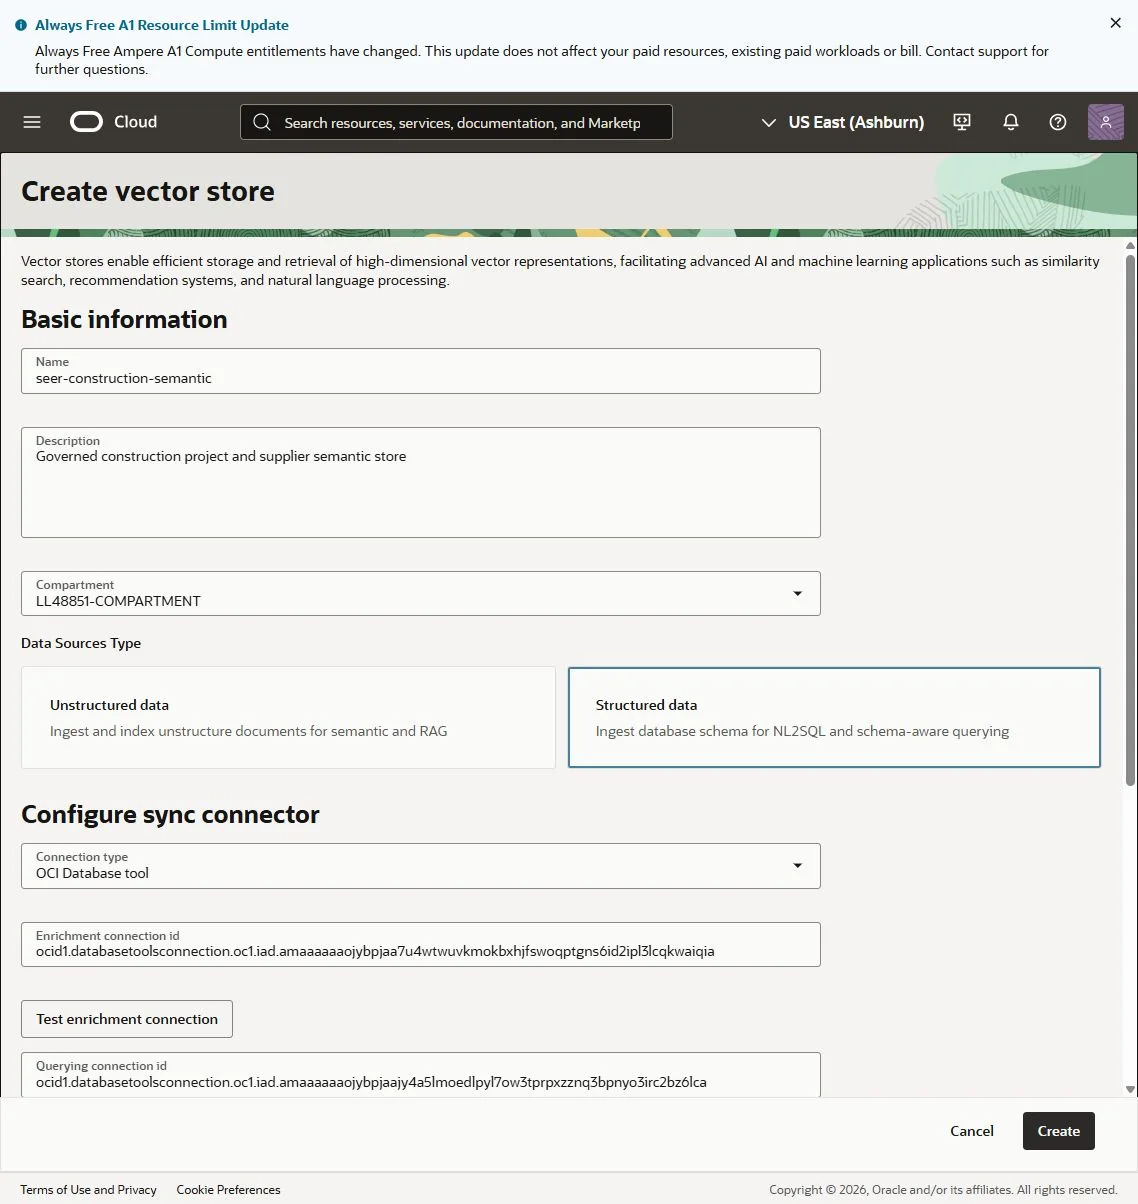 Always Free A1 Resource Limit Update
Always Free Ampere A1 Compute entitlements have changed. This update does not affect your paid resources, existing paid workloads or bill. Contact support for
further questions.
Cloud
Search resources, services, documentation, and Marketp
US East (Ashburn)
Create vector store
Vector stores enable efficient storage and retrieval of high-dimensional vector representations, facilitating advanced AI and machine learning applications such as similarity
search, recommendation systems, and natural language processing.
Basic information
Name
seer-construction-semantic
Description
Governed construction project and supplier semantic store
Compartment
LL48851-COMPARTMENT
Data Sources Type
Unstructured data
Ingest and index unstructure documents for semantic and RAG
Structured data
Ingest database schema for NL2SQL and schema-aware querying
Configure sync connector
Connection type
OCI Database tool
Enrichment connection id
ocid1.databasetoolsconnection.oc1.iad.amaaaaaaojybpjaa7u4wtwuvkmokbxhjfswoqptgns6id2ipl3lcqkwaiqia
Test enrichment connection
Querying connection id
ocid1.databasetoolsconnection.oc1.iad.amaaaaaaojybpjaajy4a5lmoedlpyl7ow3tprpxzznq3bpnyo3irc2bz6lca
Cancel
Create
Terms of Use and Privacy
Cookie Preferences
Copyright © 2026, Oracle and/or its affiliates. All rights reserved.